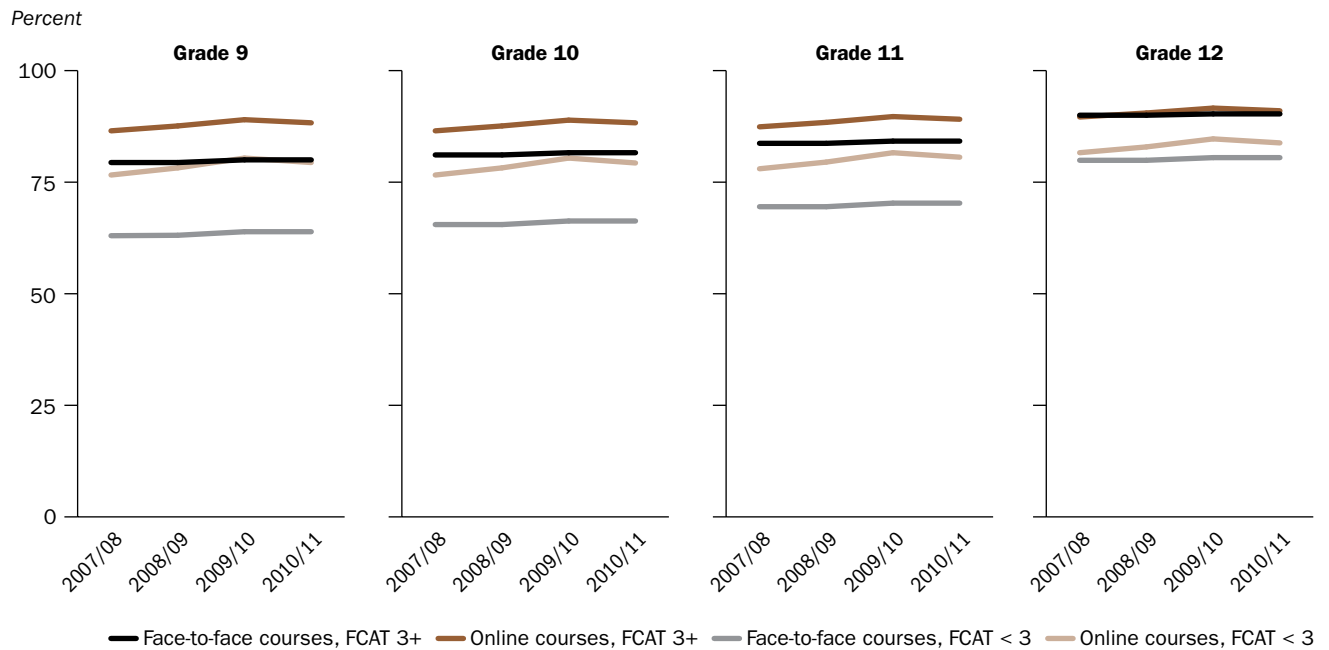 Percent
Grade 9 Grade 10 Grade 11 Grade 12
100
75
50
25
0
2007/08 2008/09 2009/10 2010/11 2007/08 2008/09 2009/10 2010/11 2007/08 2008/09 2009/10 2010/11 2007/08 2008/09 2009/10 2010/11
Face-to-face courses, FCAT 3+ Online courses, FCAT 3+ Face-to-face courses, FCAT < 3 Online courses, FCAT < 3